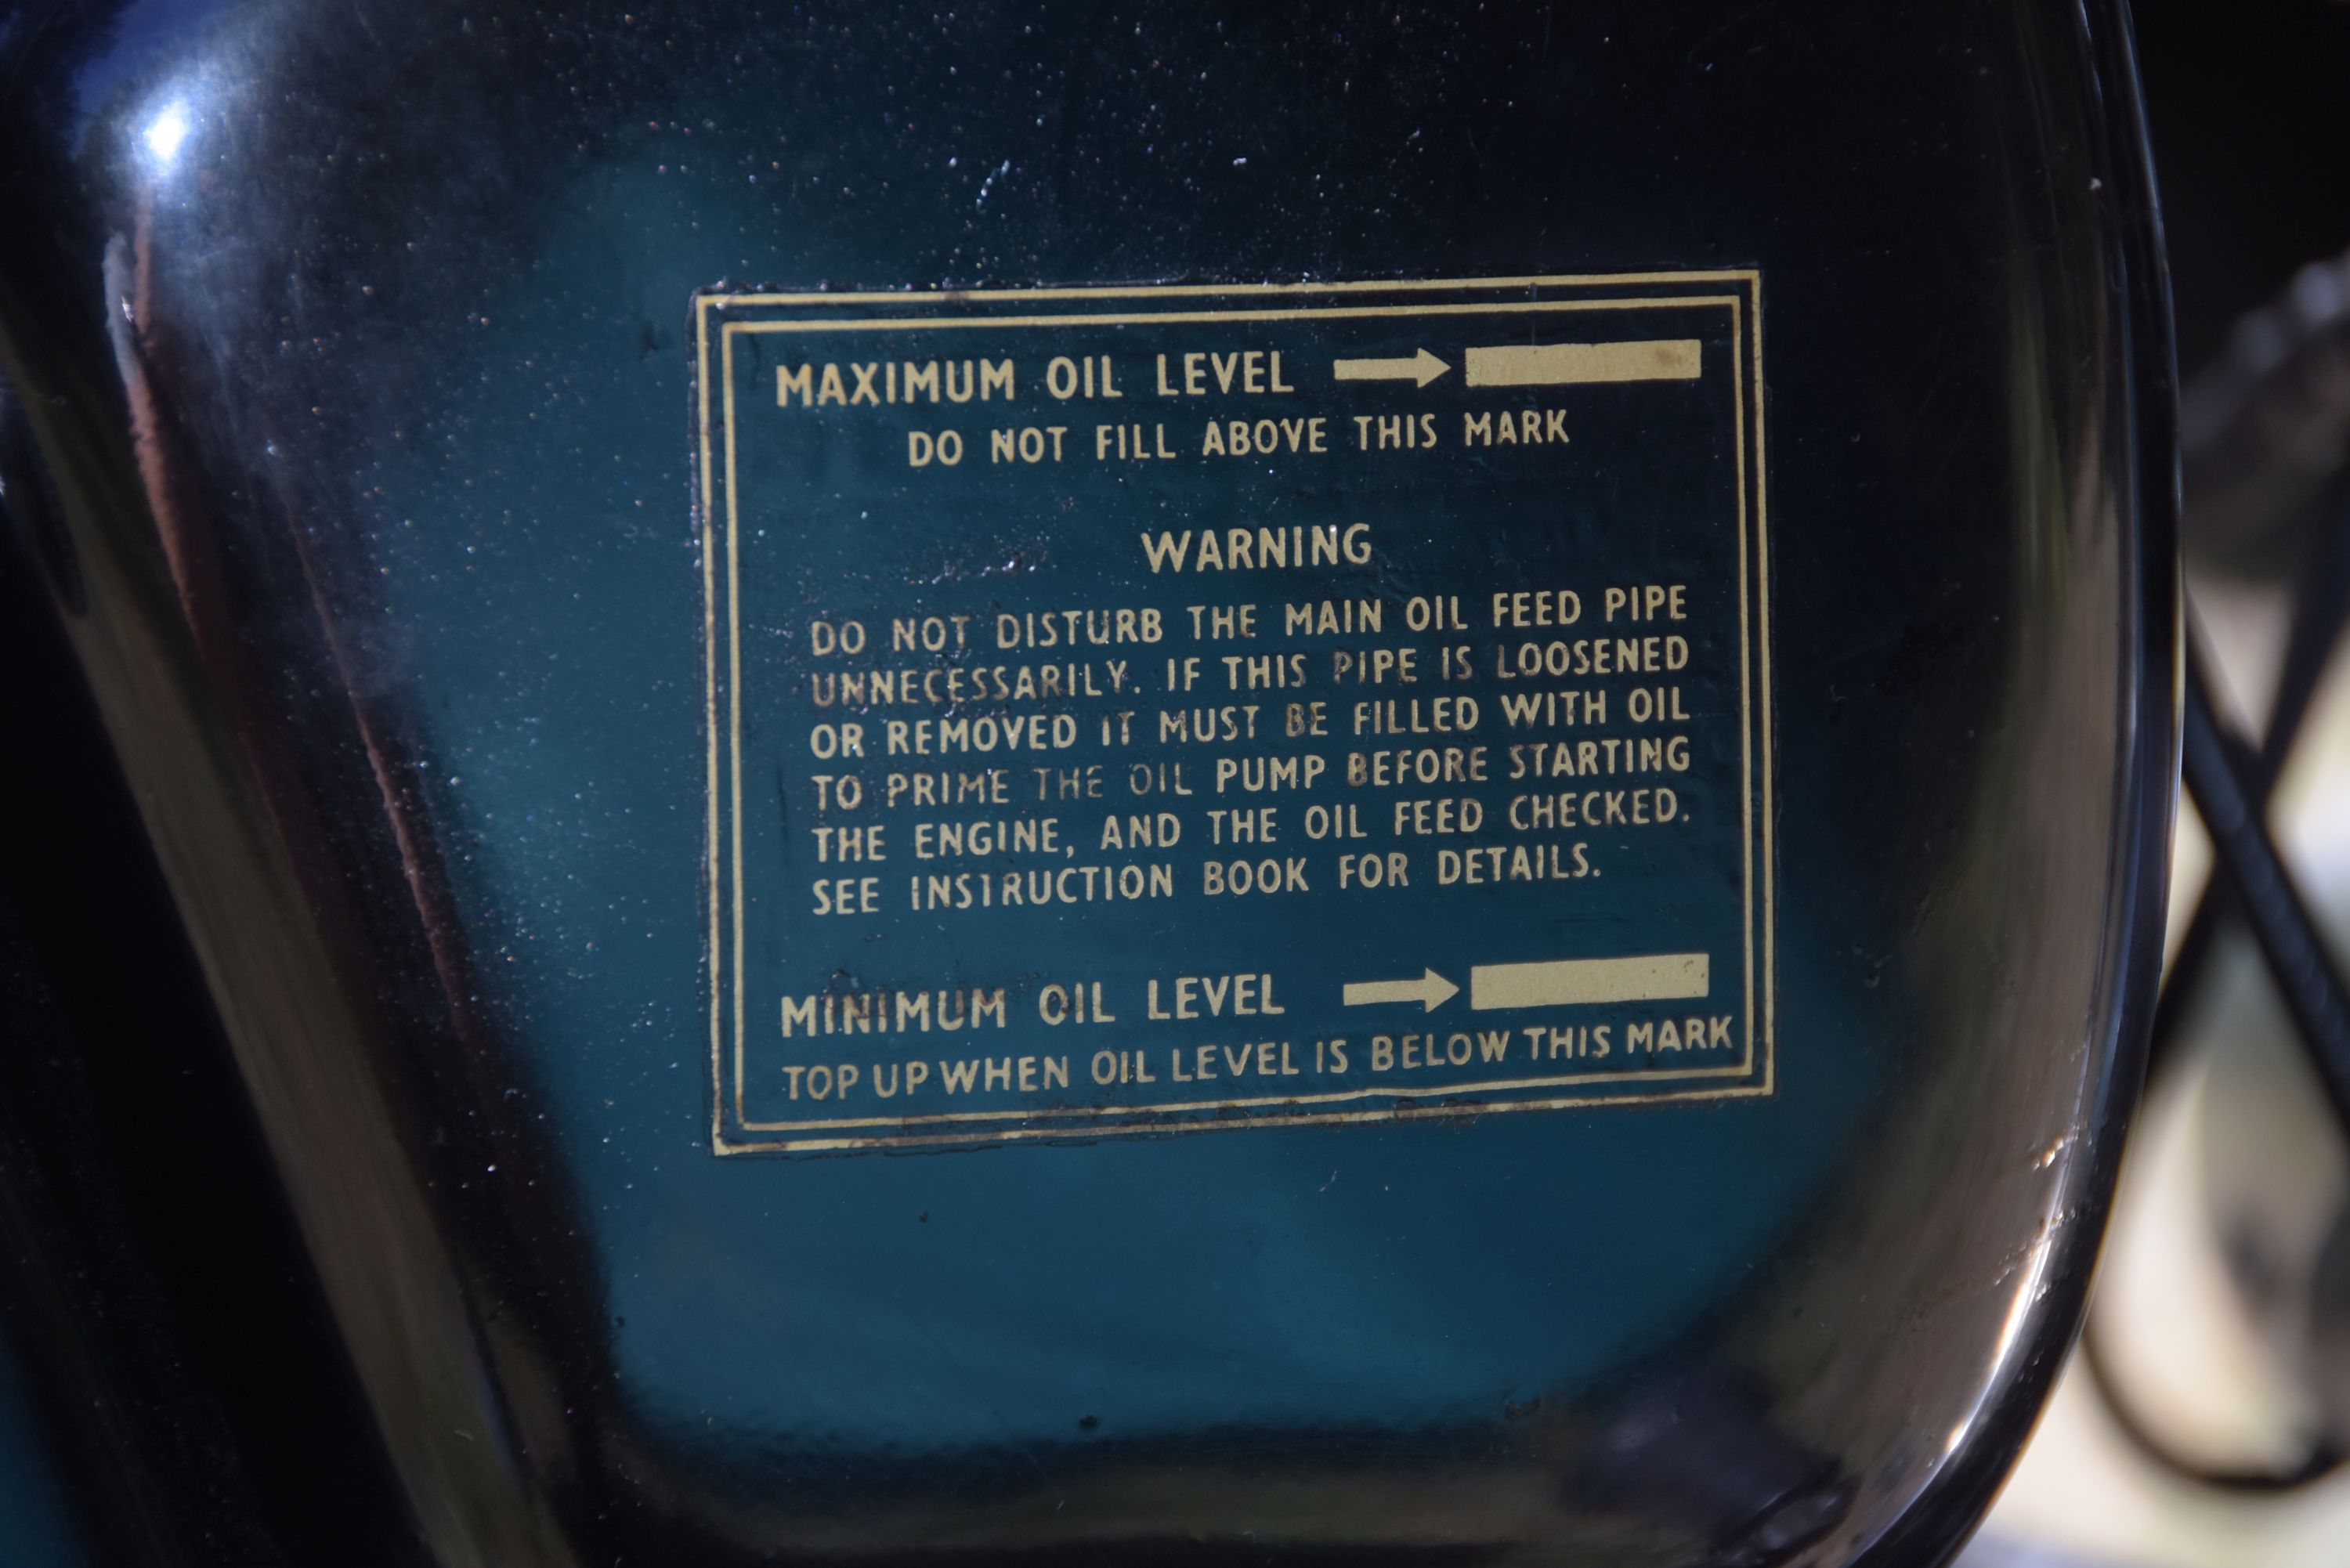 MAXIMUM OIL LEVEL
DO NOT FILL ABOVE THIS MARK
WARNING
DO NOT DISTURB THE MAIN OIL FEED PIPE
UNNECESSARILY. IF THIS PIPE IS LOOSENED
OR REMOVED IT MUST BE FILLED WITH OIL
TO PRIME THE OIL PUMP BEFORE STARTING
THE ENGINE, AND THE OIL FEED CHECKED.
SEE INSTRUCTION BOOK FOR DETAILS.
MINIMUM OIL LEVEL
TOP UP WHEN OIL LEVEL IS BELOW THIS MARK